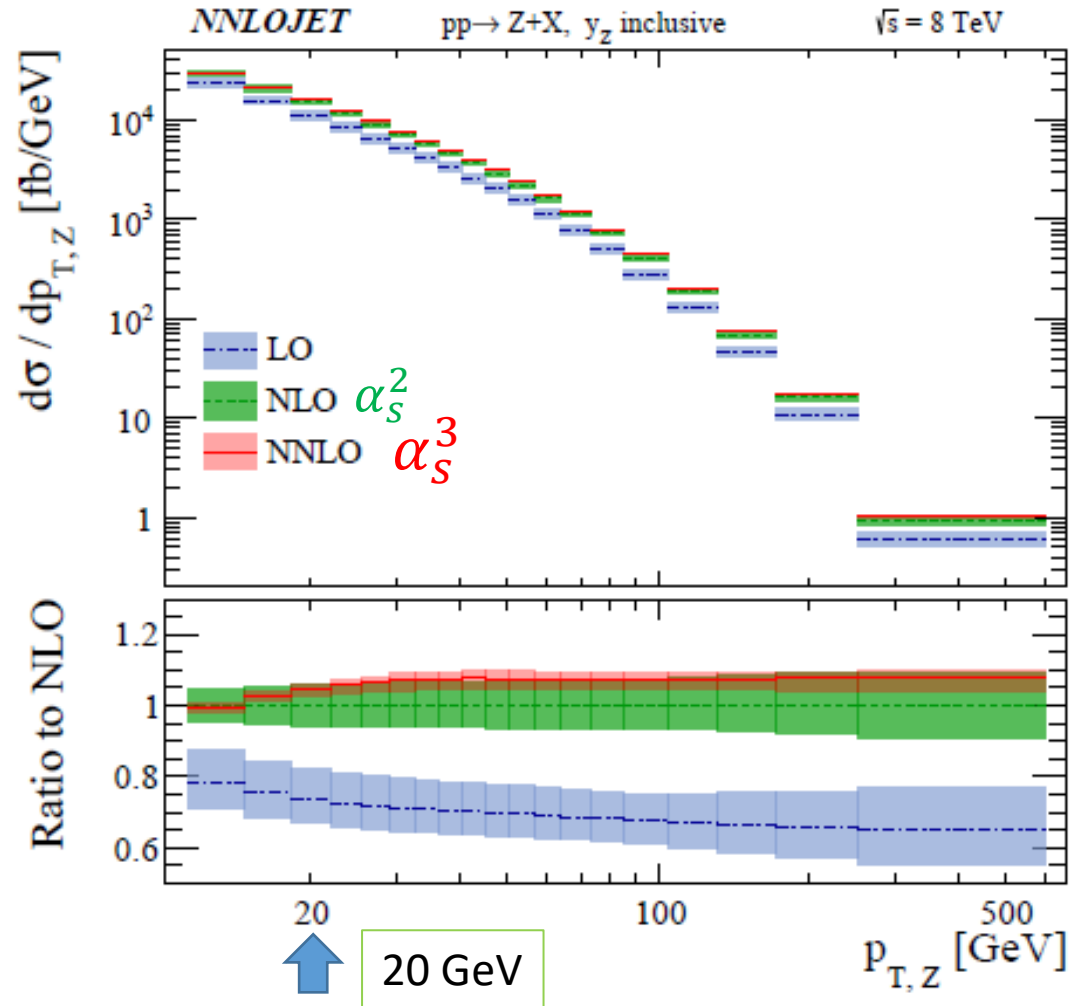 NNLOJET pp→ Z+X, y_Z inclusive √s = 8 TeV
dσ / dp_{T, Z} [fb/GeV]
10^4
10^3
10^2
10
1
LO
NLO α_s^2
NNLO α_s^3
Ratio to NLO
1.2
1
0.8
0.6
20 100 500
p_{T, Z} [GeV]
20 GeV